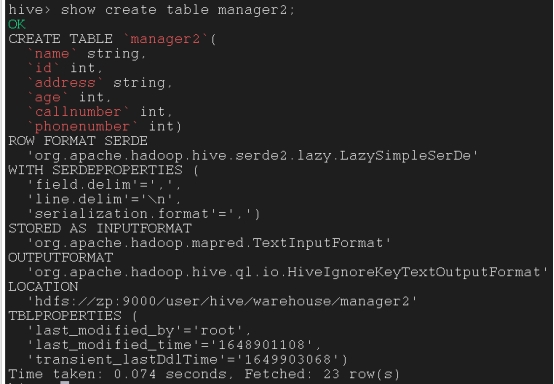 hive> show create table manager2;
OK
CREATE TABLE `manager2`(
  `name` string,
  `id` int,
  `address` string,
  `age` int,
  `callnumber` int,
  `phonenumber` int)
ROW FORMAT SERDE
  'org.apache.hadoop.hive.serde2.lazy.LazySimpleSerDe'
WITH SERDEPROPERTIES (
  'field.delim'=',',
  'line.delim'='\n',
  'serialization.format'=',')
STORED AS INPUTFORMAT
  'org.apache.hadoop.mapred.TextInputFormat'
OUTPUTFORMAT
  'org.apache.hadoop.hive.ql.io.HiveIgnoreKeyTextOutputFormat'
LOCATION
  'hdfs://zp:9000/user/hive/warehouse/manager2'
TBLPROPERTIES (
  'last_modified_by'='root',
  'last_modified_time'='1648901108',
  'transient_lastDdlTime'='1649903068')
Time taken: 0.074 seconds, Fetched: 23 row(s)